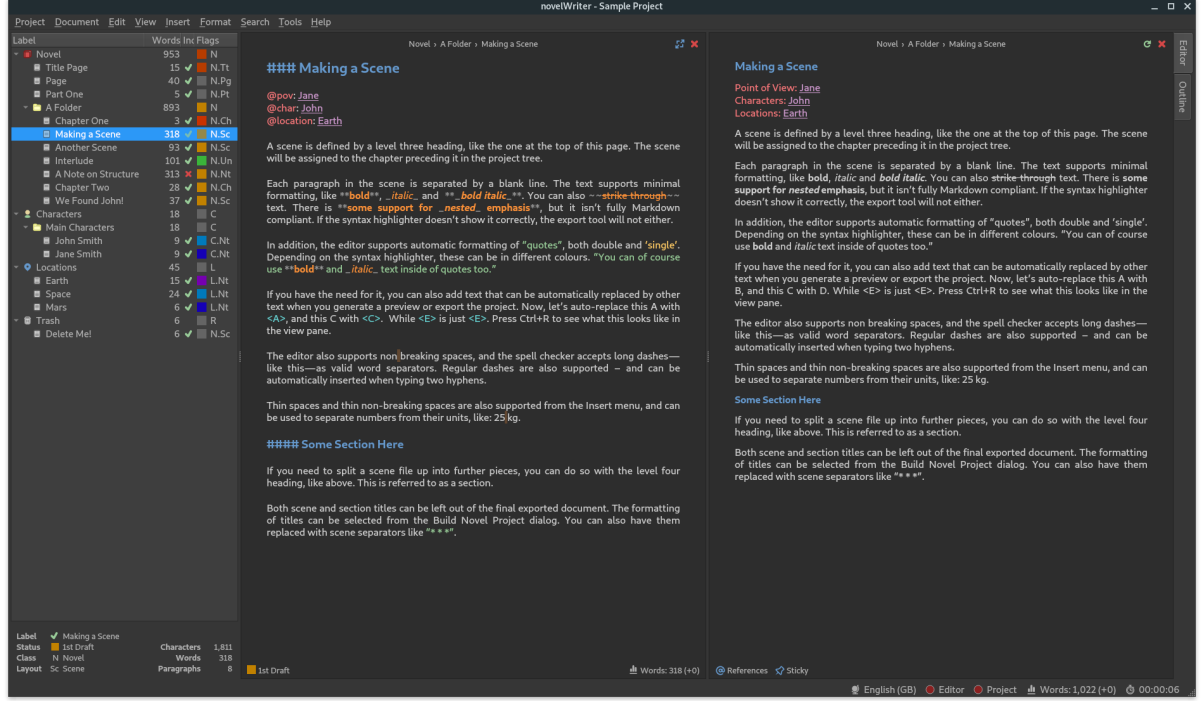 novelWriter - Sample Project
Project Document Edit View Insert Format Search Tools Help
Label Words Inc Flags
Novel 953 N
Title Page 15 N.Tt
Page 40 N.Pg
Part One 5 N.Pt
A Folder 893 N
Chapter One 3 N.Ch
Making a Scene 318 N.Sc
Another Scene 93 N.Sc
Interlude 101 N.Un
A Note on Structure 313 N.Nt
Chapter Two 28 N.Ch
We Found John! 37 N.Sc
Characters 18 C
Main Characters 18 C
John Smith 9 C.Nt
Jane Smith 9 C.Nt
Locations 45 L
Earth 15 L.Nt
Space 24 L.Nt
Mars 6 L.Nt
Trash 6 R
Delete Me! 6 N.Sc
Label Making a Scene
Status 1st Draft Characters 1,811
Class N Novel Words 318
Layout Sc Scene Paragraphs 8
Novel › A Folder › Making a Scene
### Making a Scene
@pov: Jane
@char: John
@location: Earth
A scene is defined by a level three heading, like the one at the top of this page. The scene
will be assigned to the chapter preceding it in the project tree.
Each paragraph in the scene is separated by a blank line. The text supports minimal
formatting, like **bold**, _italic_ and **_bold italic_**. You can also ~~strike through~~
text. There is **some support for _nested_ emphasis**, but it isn’t fully Markdown
compliant. If the syntax highlighter doesn’t show it correctly, the export tool will not either.
In addition, the editor supports automatic formatting of “quotes”, both double and ‘single’.
Depending on the syntax highlighter, these can be in different colours. “You can of course
use **bold** and _italic_ text inside of quotes too.”
If you have the need for it, you can also add text that can be automatically replaced by other
text when you generate a preview or export the project. Now, let’s auto-replace this A with
<A>, and this C with <C>. While <E> is just <E>. Press Ctrl+R to see what this looks like in
the view pane.
The editor also supports non breaking spaces, and the spell checker accepts long dashes—
like this—as valid word separators. Regular dashes are also supported – and can be
automatically inserted when typing two hyphens.
Thin spaces and thin non-breaking spaces are also supported from the Insert menu, and can
be used to separate numbers from their units, like: 25 kg.
#### Some Section Here
If you need to split a scene file up into further pieces, you can do so with the level four
heading, like above. This is referred to as a section.
Both scene and section titles can be left out of the final exported document. The formatting
of titles can be selected from the Build Novel Project dialog. You can also have them
replaced with scene separators like “* * *”.
1st Draft Words: 318 (+0)
Novel › A Folder › Making a Scene
Making a Scene
Point of View: Jane
Characters: John
Locations: Earth
A scene is defined by a level three heading, like the one at the top of this page. The scene
will be assigned to the chapter preceding it in the project tree.
Each paragraph in the scene is separated by a blank line. The text supports minimal
formatting, like bold, italic and bold italic. You can also strike through text. There is some
support for nested emphasis, but it isn’t fully Markdown compliant. If the syntax highlighter
doesn’t show it correctly, the export tool will not either.
In addition, the editor supports automatic formatting of “quotes”, both double and ‘single’.
Depending on the syntax highlighter, these can be in different colours. “You can of course
use bold and italic text inside of quotes too.”
If you have the need for it, you can also add text that can be automatically replaced by other
text when you generate a preview or export the project. Now, let’s auto-replace this A with
B, and this C with D. While <E> is just <E>. Press Ctrl+R to see what this looks like in the
view pane.
The editor also supports non breaking spaces, and the spell checker accepts long dashes—
like this—as valid word separators. Regular dashes are also supported – and can be
automatically inserted when typing two hyphens.
Thin spaces and thin non-breaking spaces are also supported from the Insert menu, and can
be used to separate numbers from their units, like: 25 kg.
Some Section Here
If you need to split a scene file up into further pieces, you can do so with the level four
heading, like above. This is referred to as a section.
Both scene and section titles can be left out of the final exported document. The formatting
of titles can be selected from the Build Novel Project dialog. You can also have them
replaced with scene separators like “* * *”.
References Sticky
Editor
Outline
English (GB) Editor Project Words: 1,022 (+0) 00:00:06